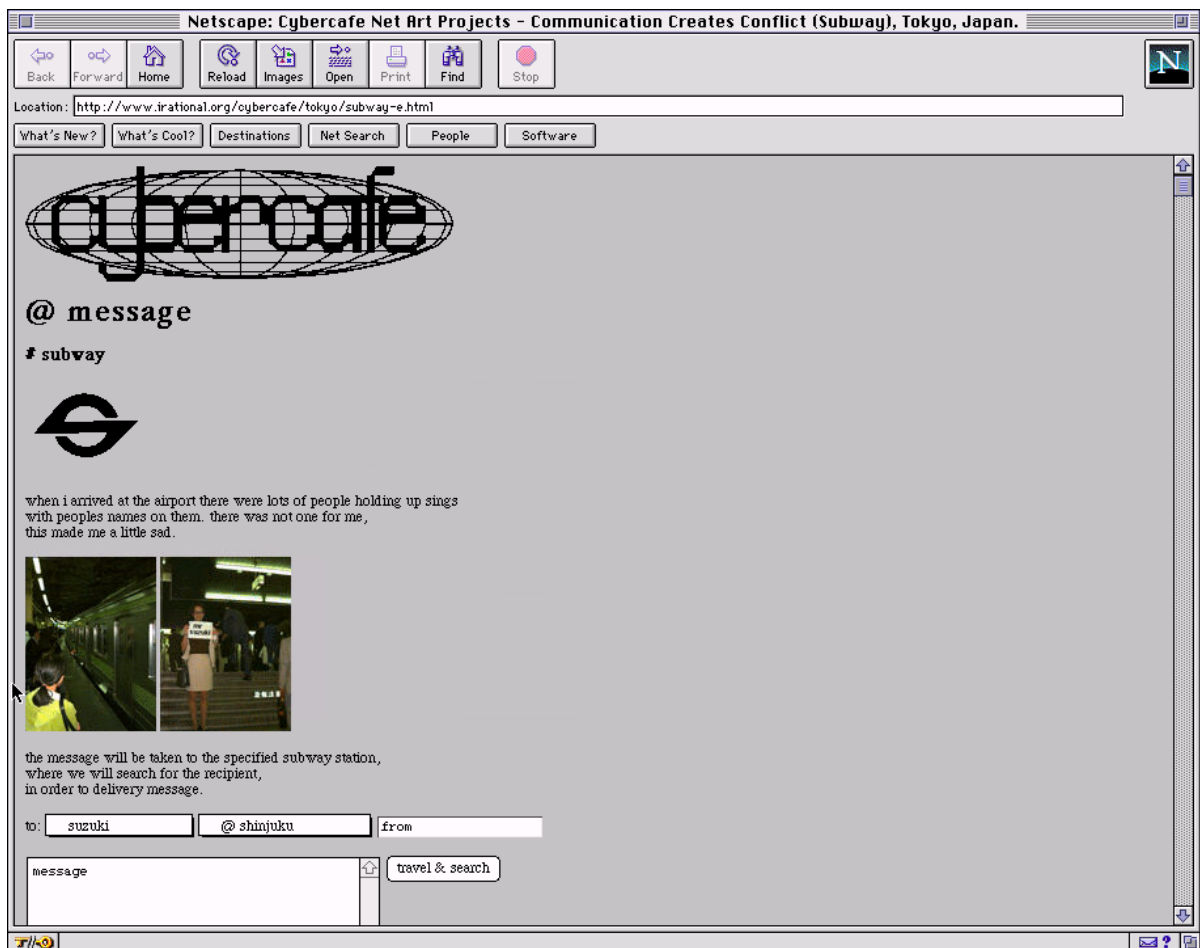 Netscape: Cybercafe Net Art Projects - Communication Creates Conflict (Subway), Tokyo, Japan.
Back Forward Home Reload Images Open Print Find Stop
N
Location: http://www.irational.org/cybercafe/tokyo/subway-e.html
What's New? What's Cool? Destinations Net Search People Software
cybercafe
@ message
# subway
when i arrived at the airport there were lots of people holding up sings
with peoples names on them. there was not one for me,
this made me a little sad.
mr
suzuki
the message will be taken to the specified subway station,
where we will search for the recipient,
in order to delivery message.
to: suzuki @ shinjuku from
message travel & search
?